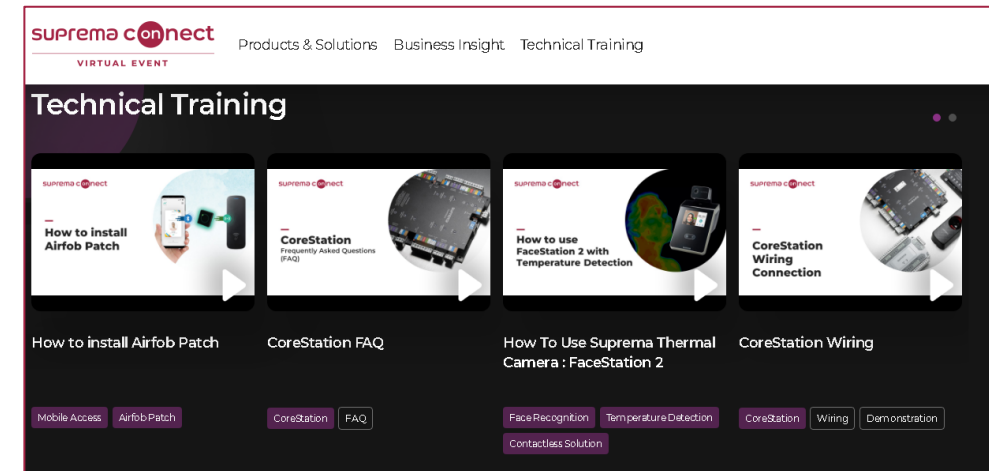 suprema connect
VIRTUAL EVENT
Products & Solutions Business Insight Technical Training
Technical Training
suprema connect
How to install
Airfob Patch
suprema connect
CoreStation
Frequently Asked Questions
(FAQ)
suprema connect
How to use
FaceStation 2 with
Temperature Detection
suprema connect
CoreStation
Wiring
Connection
How to install Airfob Patch
CoreStation FAQ
How To Use Suprema Thermal
Camera : FaceStation 2
CoreStation Wiring
Mobile Access Airfob Patch
CoreStation FAQ
Face Recognition Temperature Detection
Contactless Solution
CoreStation Wiring Demonstration